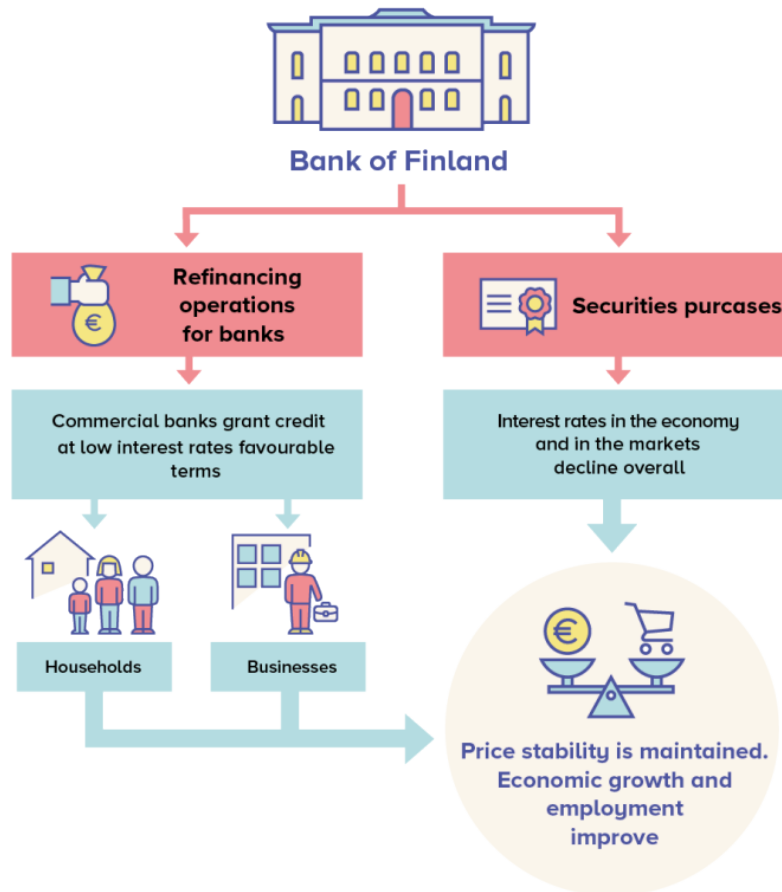 Bank of Finland
Refinancing
operations
for banks
Securities purcases
Commercial banks grant credit
at low interest rates favourable
terms
Interest rates in the economy
and in the markets
decline overall
€
€
Households
Businesses
Price stability is maintained.
Economic growth and
employment
improve